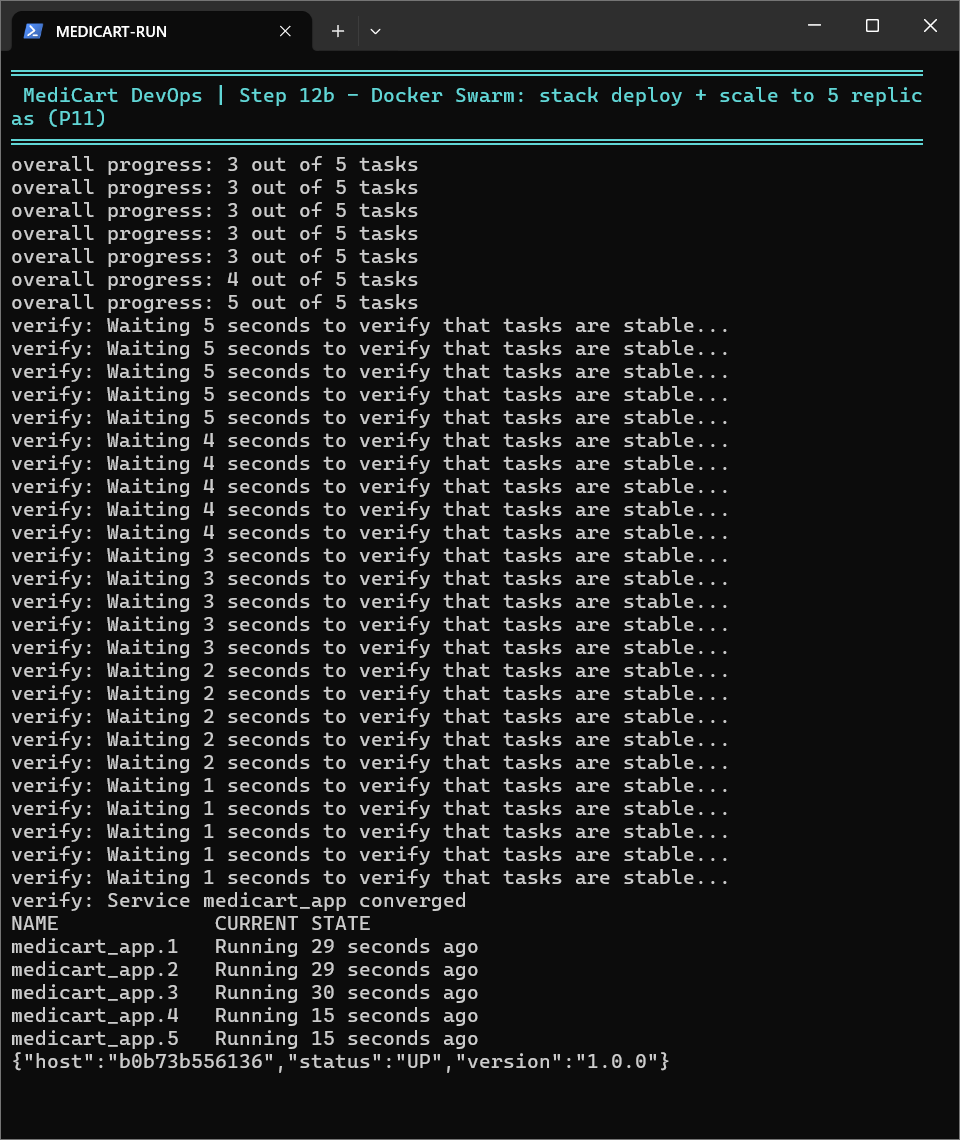 MEDICART-RUN
MediCart DevOps | Step 12b - Docker Swarm: stack deploy + scale to 5 replic
as (P11)
overall progress: 3 out of 5 tasks
overall progress: 3 out of 5 tasks
overall progress: 3 out of 5 tasks
overall progress: 3 out of 5 tasks
overall progress: 3 out of 5 tasks
overall progress: 4 out of 5 tasks
overall progress: 5 out of 5 tasks
verify: Waiting 5 seconds to verify that tasks are stable...
verify: Waiting 5 seconds to verify that tasks are stable...
verify: Waiting 5 seconds to verify that tasks are stable...
verify: Waiting 5 seconds to verify that tasks are stable...
verify: Waiting 5 seconds to verify that tasks are stable...
verify: Waiting 4 seconds to verify that tasks are stable...
verify: Waiting 4 seconds to verify that tasks are stable...
verify: Waiting 4 seconds to verify that tasks are stable...
verify: Waiting 4 seconds to verify that tasks are stable...
verify: Waiting 4 seconds to verify that tasks are stable...
verify: Waiting 3 seconds to verify that tasks are stable...
verify: Waiting 3 seconds to verify that tasks are stable...
verify: Waiting 3 seconds to verify that tasks are stable...
verify: Waiting 3 seconds to verify that tasks are stable...
verify: Waiting 3 seconds to verify that tasks are stable...
verify: Waiting 2 seconds to verify that tasks are stable...
verify: Waiting 2 seconds to verify that tasks are stable...
verify: Waiting 2 seconds to verify that tasks are stable...
verify: Waiting 2 seconds to verify that tasks are stable...
verify: Waiting 2 seconds to verify that tasks are stable...
verify: Waiting 1 seconds to verify that tasks are stable...
verify: Waiting 1 seconds to verify that tasks are stable...
verify: Waiting 1 seconds to verify that tasks are stable...
verify: Waiting 1 seconds to verify that tasks are stable...
verify: Waiting 1 seconds to verify that tasks are stable...
verify: Service medicart_app converged
NAME             CURRENT STATE
medicart_app.1   Running 29 seconds ago
medicart_app.2   Running 29 seconds ago
medicart_app.3   Running 30 seconds ago
medicart_app.4   Running 15 seconds ago
medicart_app.5   Running 15 seconds ago
{"host":"b0b73b556136","status":"UP","version":"1.0.0"}